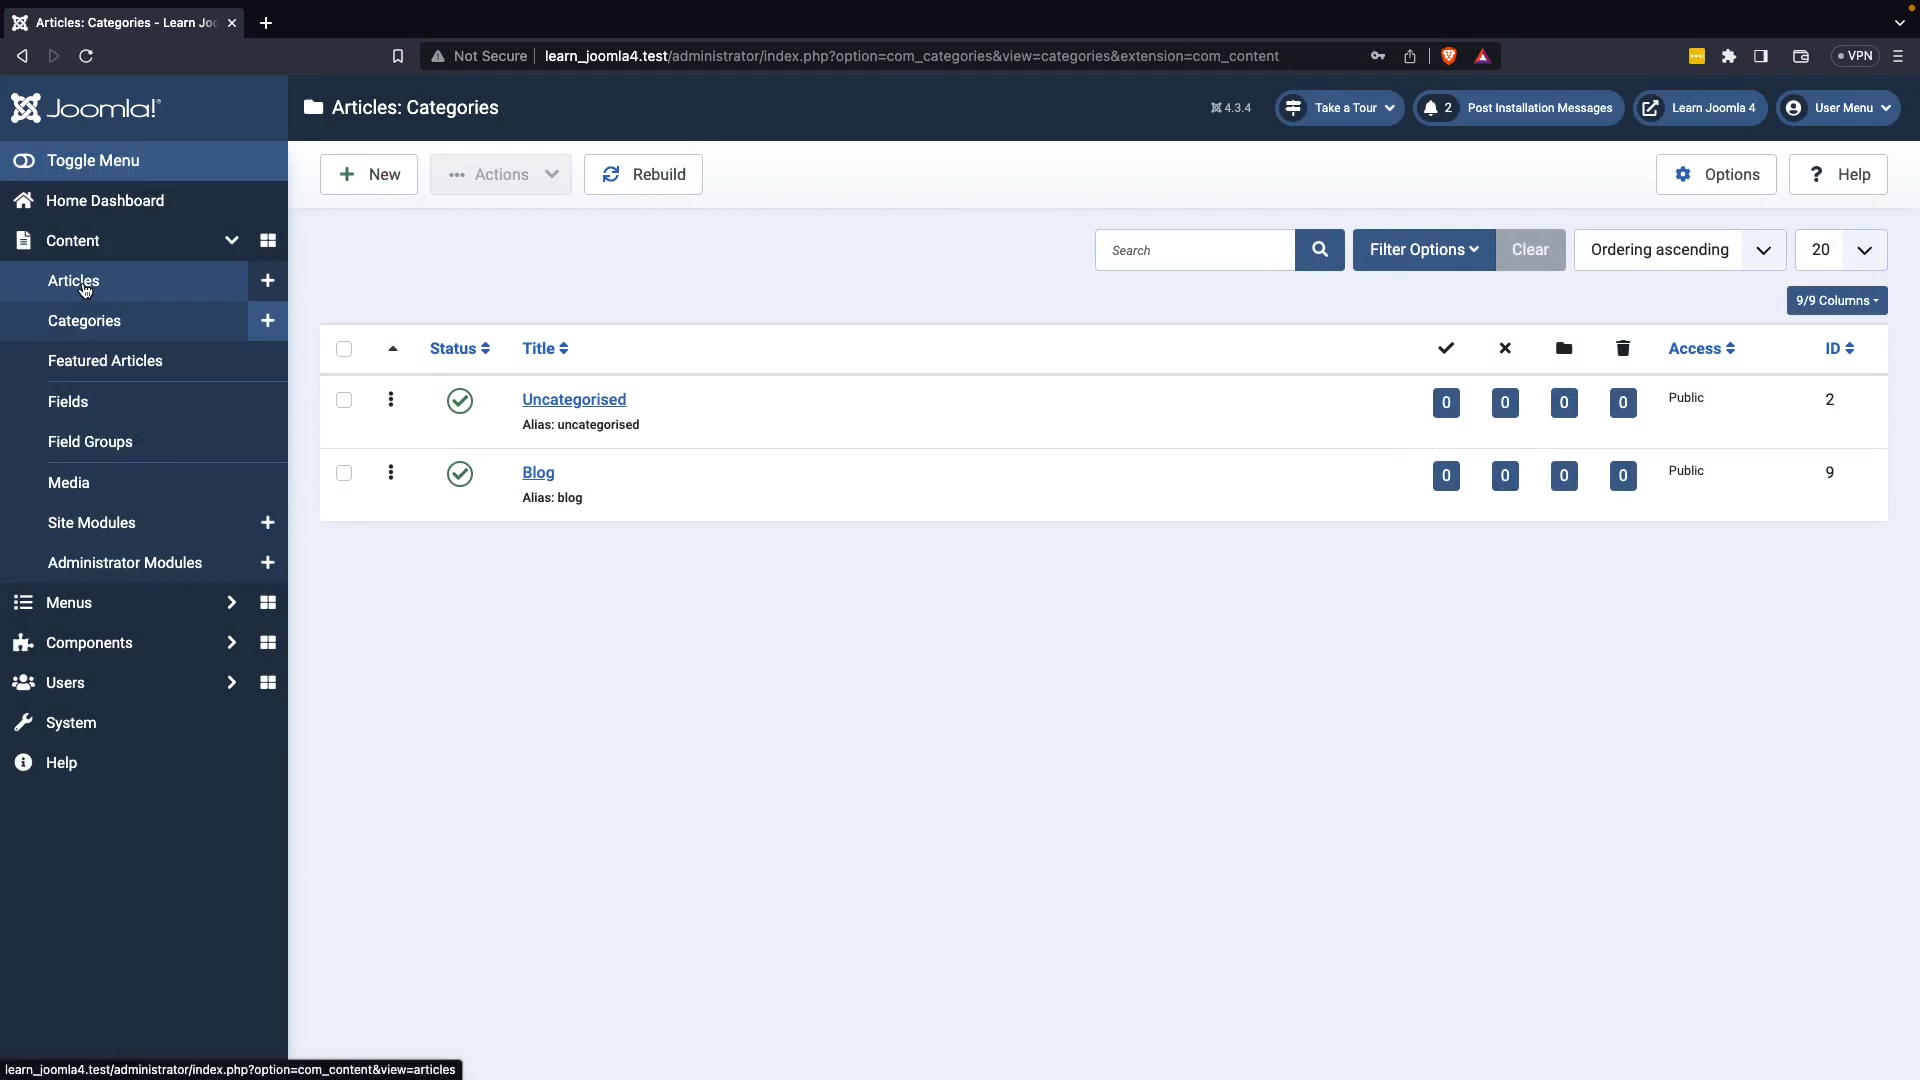 Articles: Categories - Learn Joo
Not Secure
learn_joomla4.test/administrator/index.php?option=com_categories&view=categories&extension=com_content
VPN
Joomla!®
Articles: Categories
4.3.4
Take a Tour
2 Post Installation Messages
Learn Joomla 4
User Menu
Toggle Menu
New
Actions
Rebuild
Options
? Help
Home Dashboard
Content
Search
Filter Options
Clear
Ordering ascending
20
Articles
9/9 Columns
Categories
Status
Title
Access
ID
Featured Articles
Uncategorised
0 0 0 0 Public 2
Alias: uncategorised
Fields
Field Groups
Blog
0 0 0 0 Public 9
Alias: blog
Media
Site Modules
Administrator Modules
Menus
Components
Users
System
Help
learn_joomla4.test/administrator/index.php?option=com_content&view=articles